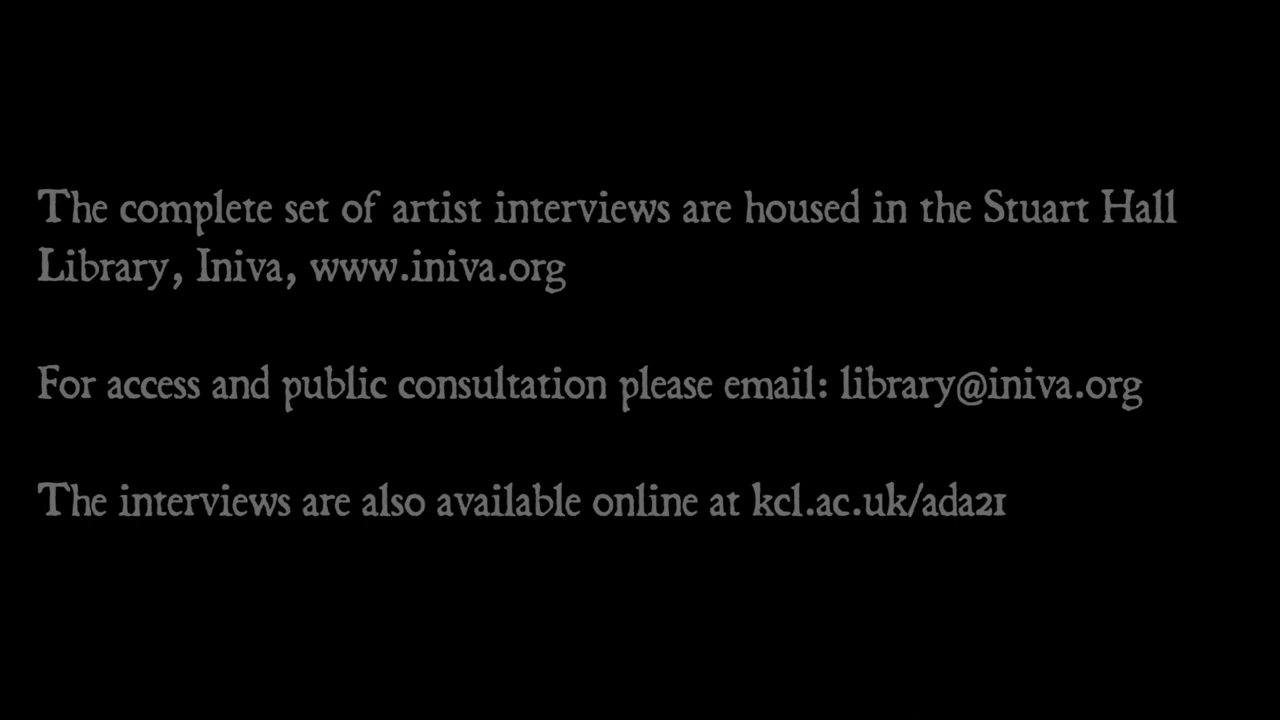 The complete set of artist interviews are housed in the Stuart Hall
Library, Iniva, www.iniva.org
For access and public consultation please email: library@iniva.org
The interviews are also available online at kcl.ac.uk/ada21